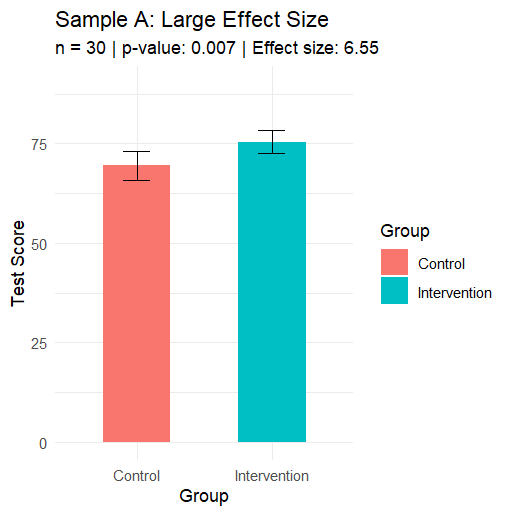 Sample A: Large Effect Size
n = 30 | p-value: 0.007 | Effect size: 6.55
75
50
25
0
Test Score
Control
Intervention
Group
Group
Control
Intervention